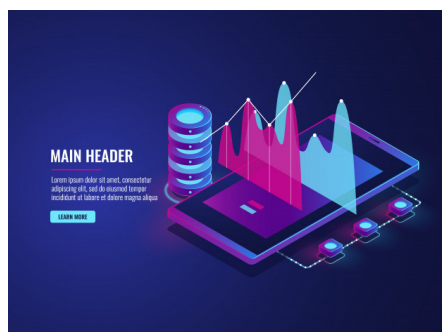 MAIN HEADER
Lorem ipsum dolor sit amet, consectetur
adipiscing elit, sed do eiusmod tempor
incididunt ut labore et dolore magna aliqua
LEARN MORE